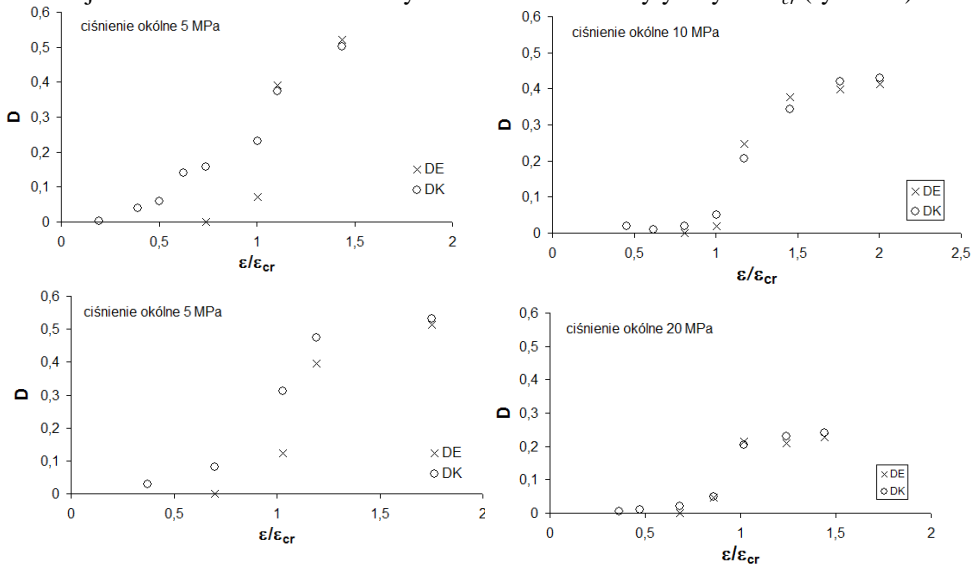 ciśnienie okólne 5 MPa
D
0,6
0,5
0,4
0,3
0,2
0,1
0
0 0,5 1 1,5 2
ε/εcr
DE
DK
ciśnienie okólne 10 MPa
D
0,6
0,5
0,4
0,3
0,2
0,1
0
0 0,5 1 1,5 2 2,5
ε/εcr
DE
DK
ciśnienie okólne 5 MPa
D
0,6
0,5
0,4
0,3
0,2
0,1
0
0 0,5 1 1,5 2
ε/εcr
DE
DK
ciśnienie okólne 20 MPa
D
0,6
0,5
0,4
0,3
0,2
0,1
0
0 0,5 1 1,5 2
ε/εcr
DE
DK